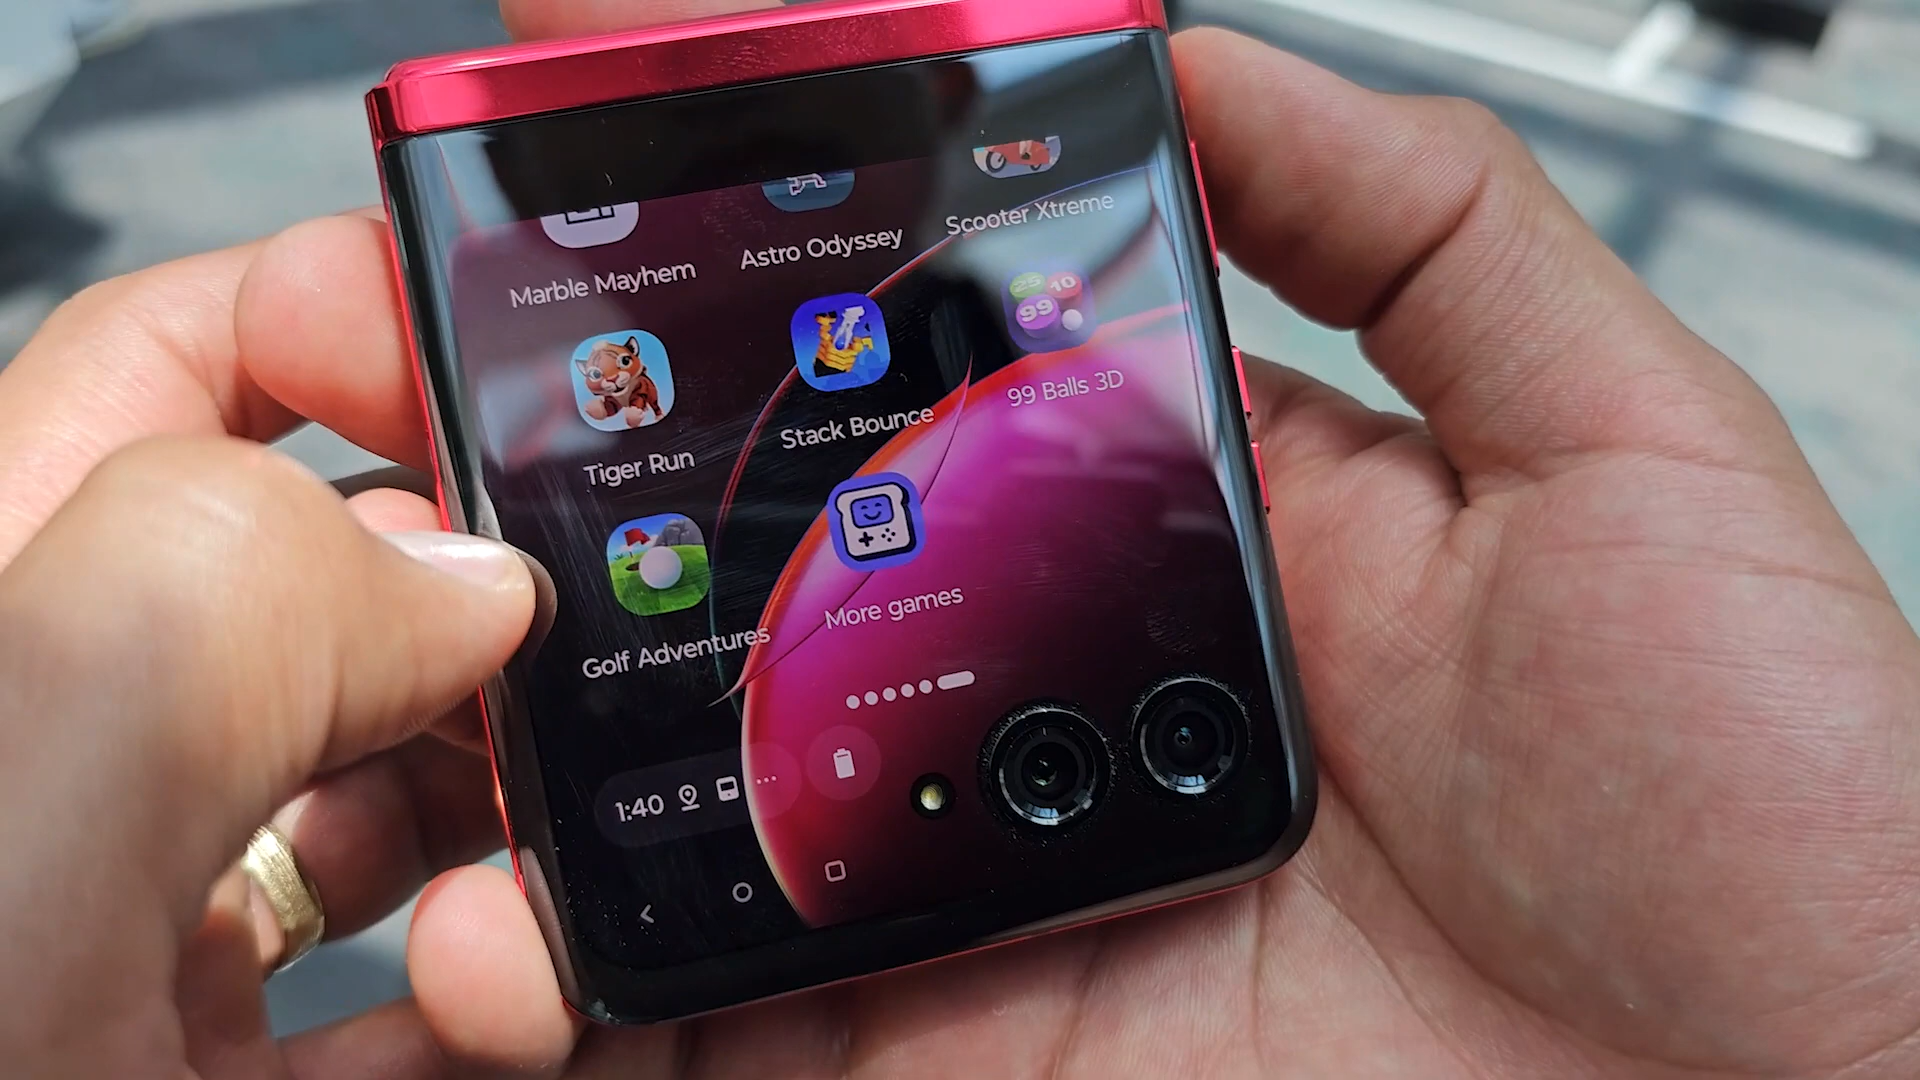 Marble Mayhem
Astro Odyssey
Scooter Xtreme
25 10
99
Tiger Run
Stack Bounce
99 Balls 3D
Golf Adventures
More games
1:40